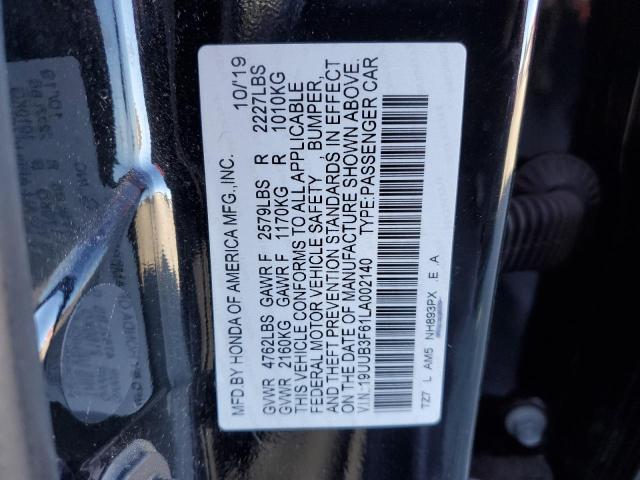 MFD.BY HONDA OF AMERICA MFG.,INC. 10/19
GVWR 4762LBS GAWR F 2579LBS R 2227LBS
GVWR 2160KG GAWR F 1170KG R 1010KG
THIS VEHICLE CONFORMS TO ALL APPLICABLE
FEDERAL MOTOR VEHICLE SAFETY, BUMPER,
AND THEFT PREVENTION STANDARDS IN EFFECT
ON THE DATE OF MANUFACTURE SHOWN ABOVE.
V.I.N:19UUB3F61LA002140 TYPE:PASSENGER CAR
TZ7 L AM5 NH893PX .E .A